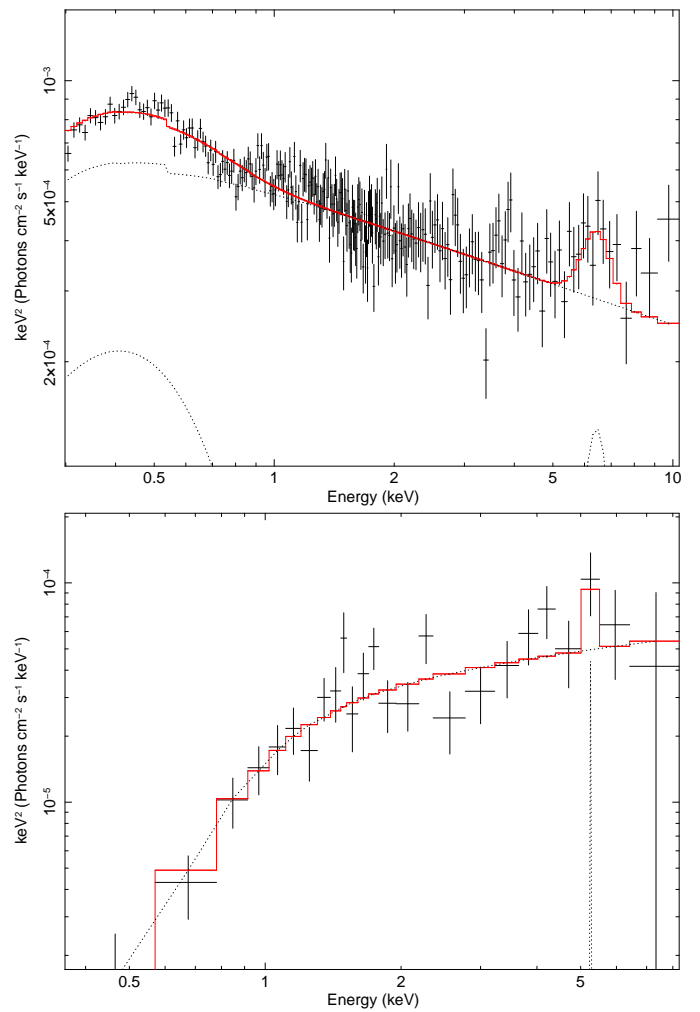 10⁻³
5×10⁻⁴
2×10⁻⁴
keV² (Photons cm⁻² s⁻¹ keV⁻¹)
0.5 1 2 5 10
Energy (keV)
10⁻⁴
10⁻⁵
keV² (Photons cm⁻² s⁻¹ keV⁻¹)
0.5 1 2 5
Energy (keV)